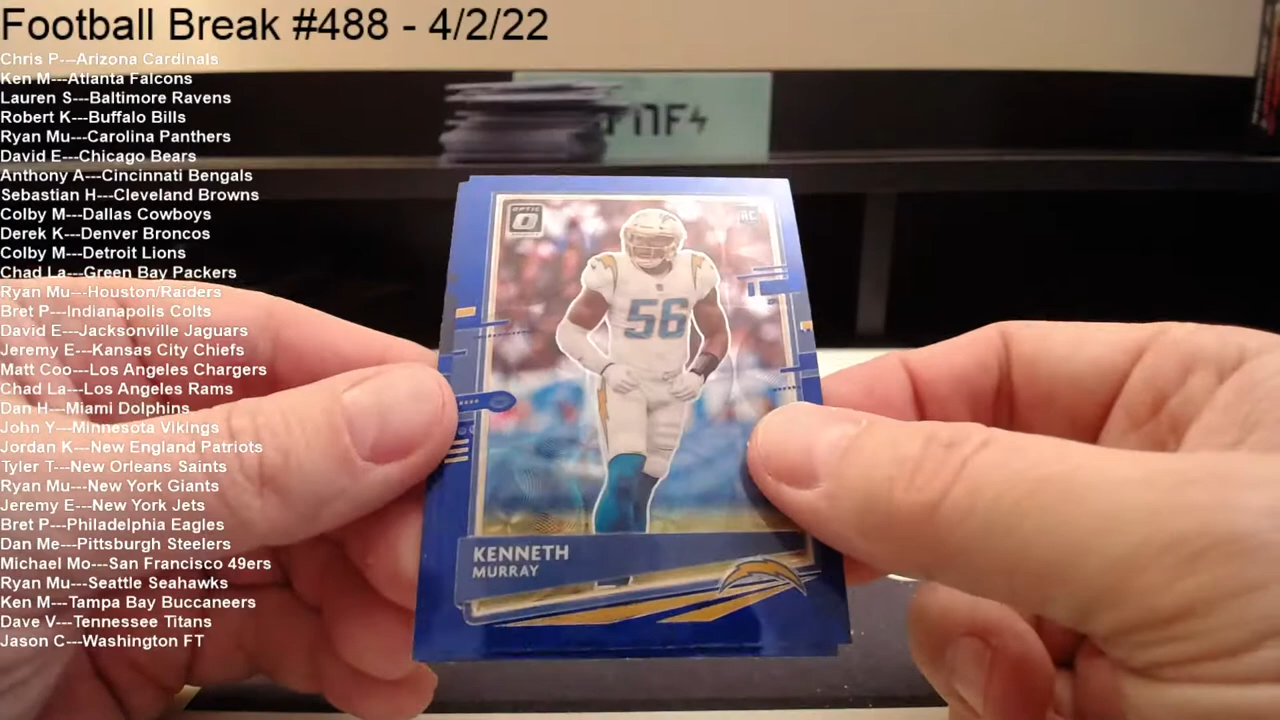 Football Break #488 - 4/2/22
Chris P---Arizona Cardinals
Ken M---Atlanta Falcons
Lauren S---Baltimore Ravens
Robert K---Buffalo Bills
Ryan Mu---Carolina Panthers
David E---Chicago Bears
Anthony A---Cincinnati Bengals
Sebastian H---Cleveland Browns
Colby M---Dallas Cowboys
Derek K---Denver Broncos
Colby M---Detroit Lions
Chad La---Green Bay Packers
Ryan Mu---Houston/Raiders
Bret P---Indianapolis Colts
David E---Jacksonville Jaguars
Jeremy E---Kansas City Chiefs
Matt Coo---Los Angeles Chargers
Chad La---Los Angeles Rams
Dan H---Miami Dolphins
John Y---Minnesota Vikings
Jordan K---New England Patriots
Tyler T---New Orleans Saints
Ryan Mu---New York Giants
Jeremy E---New York Jets
Bret P---Philadelphia Eagles
Dan Me---Pittsburgh Steelers
Michael Mo---San Francisco 49ers
Ryan Mu---Seattle Seahawks
Ken M---Tampa Bay Buccaneers
Dave V---Tennessee Titans
Jason C---Washington FT
OPTIC
RC
56
KENNETH
MURRAY